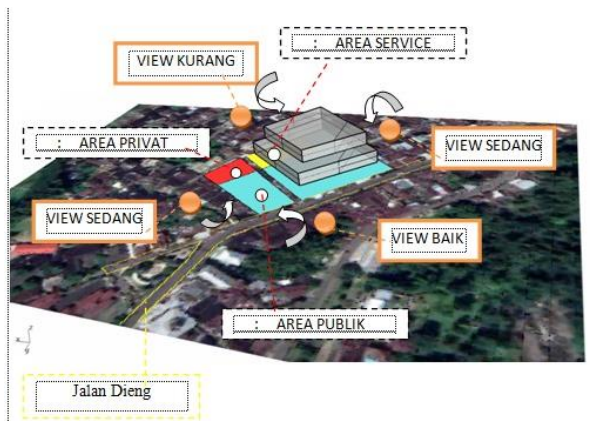 : AREA SERVICE
VIEW KURANG
: AREA PRIVAT
VIEW SEDANG
VIEW SEDANG
VIEW BAIK
: AREA PUBLIK
Jalan Dieng